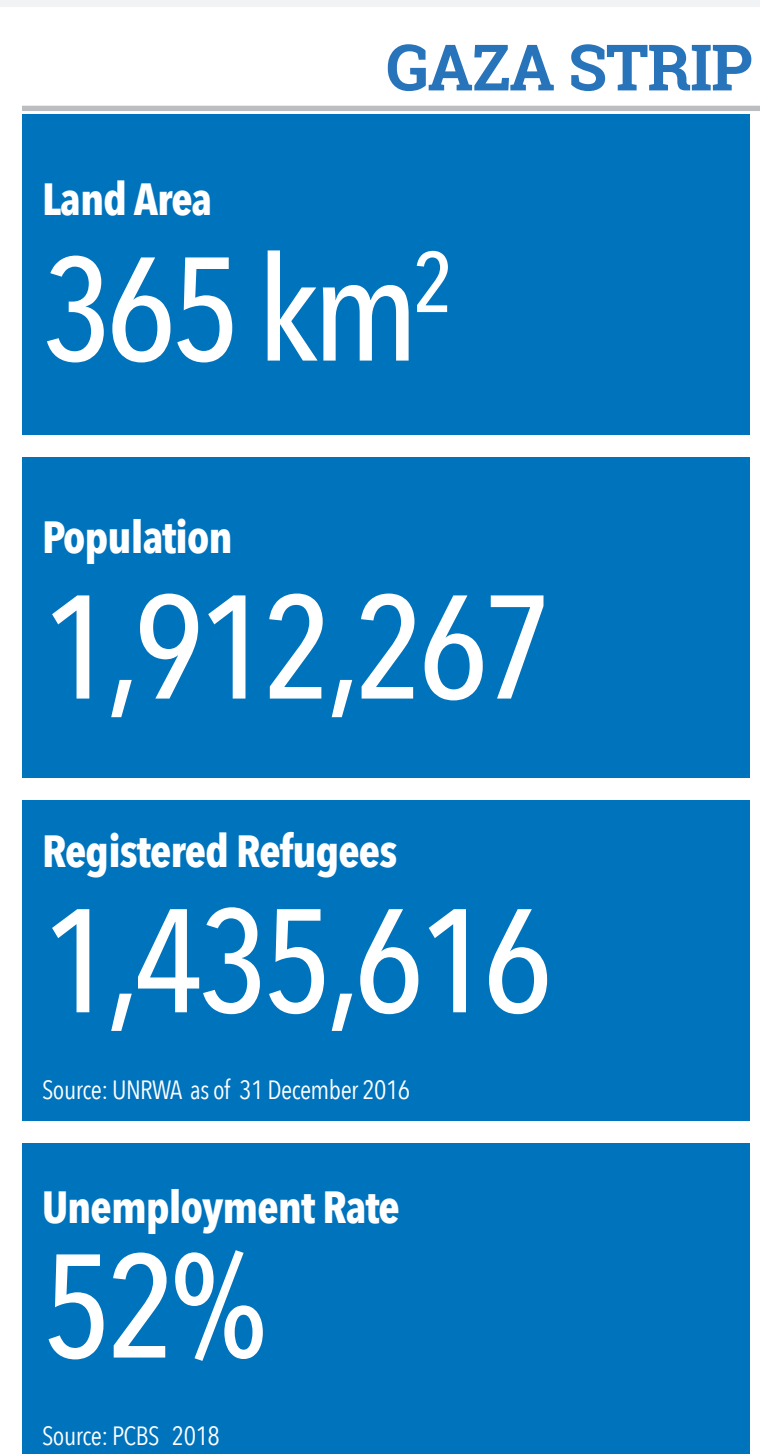 GAZA STRIP
Land Area
365 km²
Population
1,912,267
Registered Refugees
1,435,616
Source: UNRWA as of 31 December 2016
Unemployment Rate
52%
Source: PCBS 2018